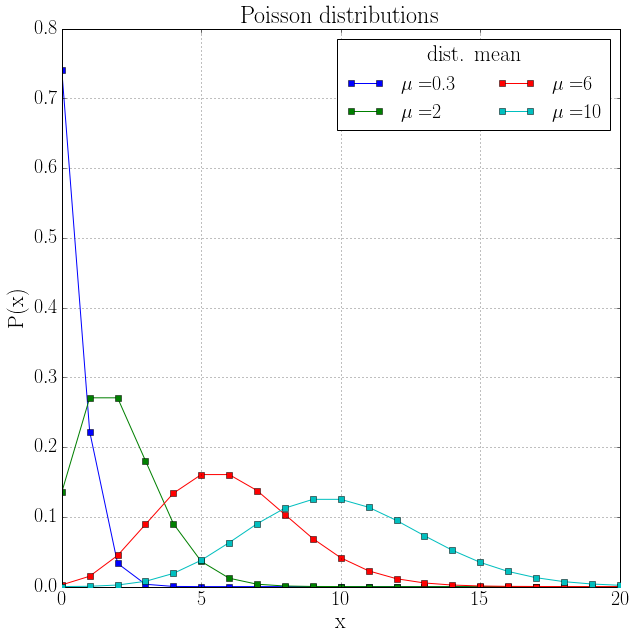 Poisson distributions
dist. mean
μ =0.3 μ =6
μ =2 μ =10
0.8
0.7
0.6
0.5
0.4
0.3
0.2
0.1
0.0
P(x)
0 5 10 15 20
x